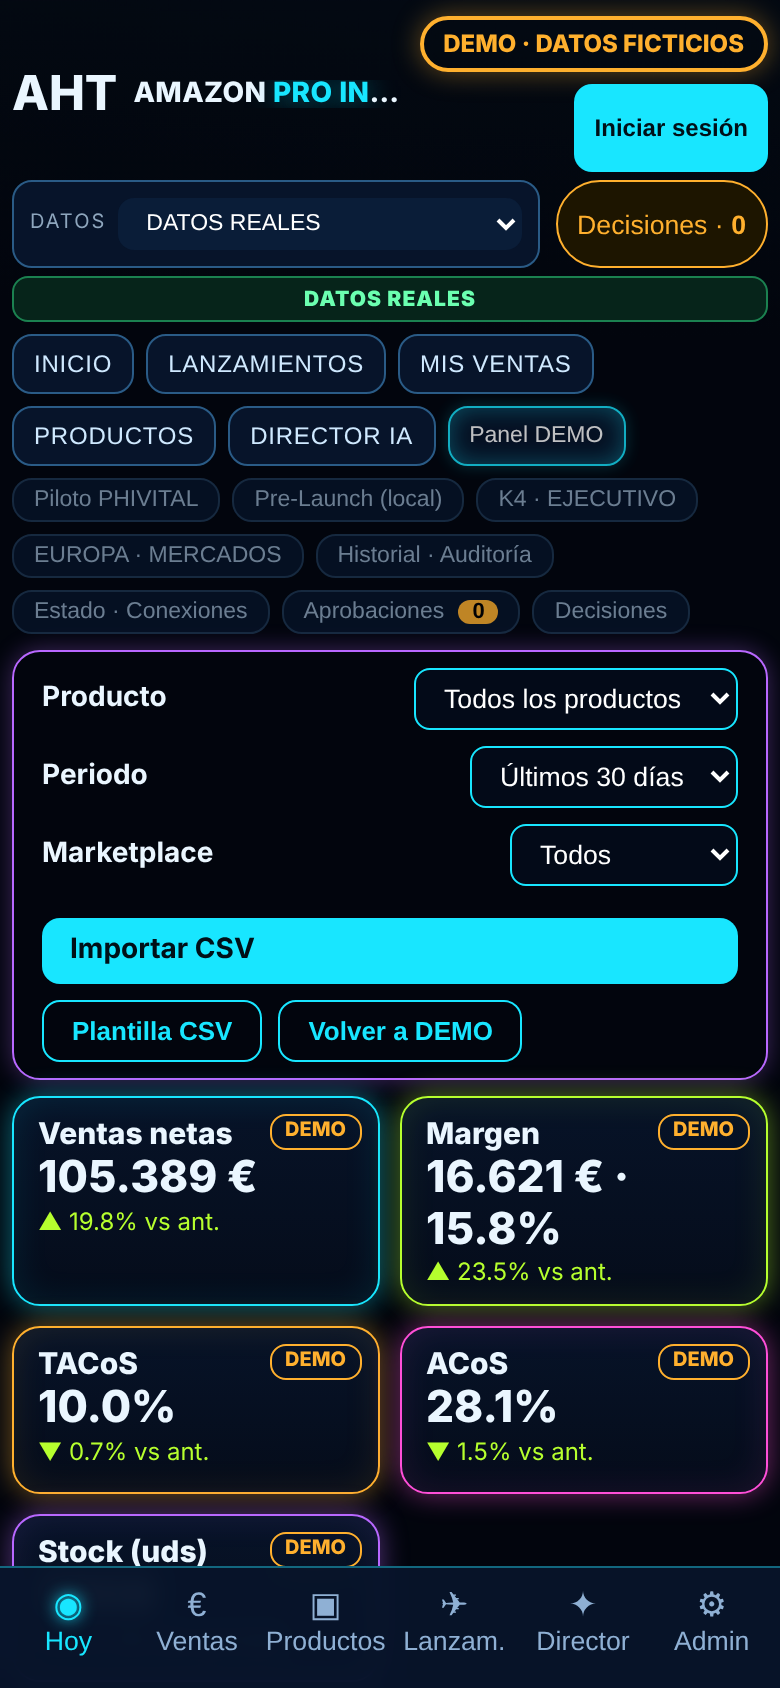 DEMO · DATOS FICTICIOS
AHT AMAZON PRO IN...
Iniciar sesión
DATOS DATOS REALES
Decisiones · 0
DATOS REALES
INICIO LANZAMIENTOS MIS VENTAS
PRODUCTOS DIRECTOR IA Panel DEMO
Piloto PHIVITAL Pre-Launch (local) K4 · EJECUTIVO
EUROPA · MERCADOS Historial · Auditoría
Estado · Conexiones Aprobaciones 0 Decisiones
Producto Todos los productos
Periodo Últimos 30 días
Marketplace Todos
Importar CSV
Plantilla CSV Volver a DEMO
Ventas netas DEMO
105.389 €
▲ 19.8% vs ant.
Margen DEMO
16.621 € ·
15.8%
▲ 23.5% vs ant.
TACoS DEMO
10.0%
▼ 0.7% vs ant.
ACoS DEMO
28.1%
▼ 1.5% vs ant.
Stock (uds) DEMO
Hoy € Ventas Productos Lanzam. Director Admin